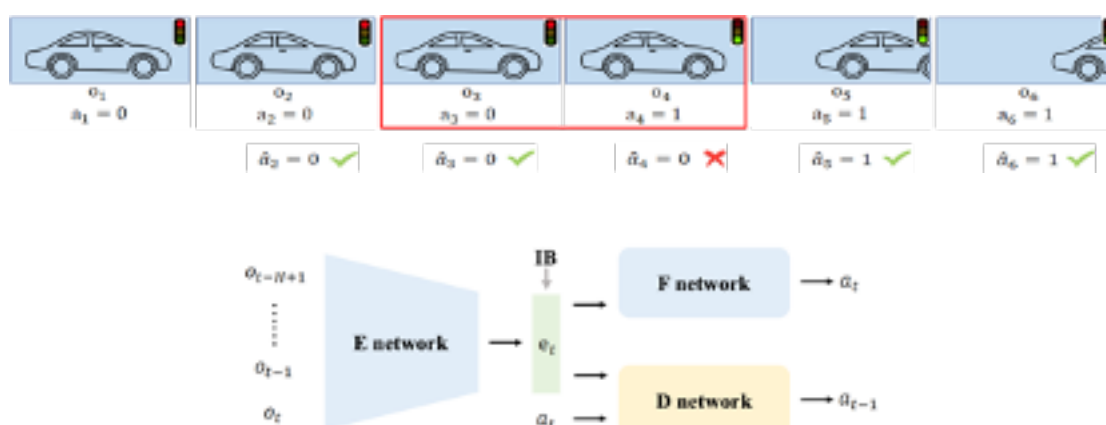 o₁ o₂ o₃ o₄ o₅ o₆
a₁ = 0 a₂ = 0 a₃ = 0 a₄ = 1 a₅ = 1 a₆ = 1
â₂ = 0 â₃ = 0 â₄ = 0 â₅ = 1 â₆ = 1
IB
oₜ₋H₊₁ F network aₜ
E network eₜ
oₜ₋₁
D network aₜ₋₁
oₜ aₜ